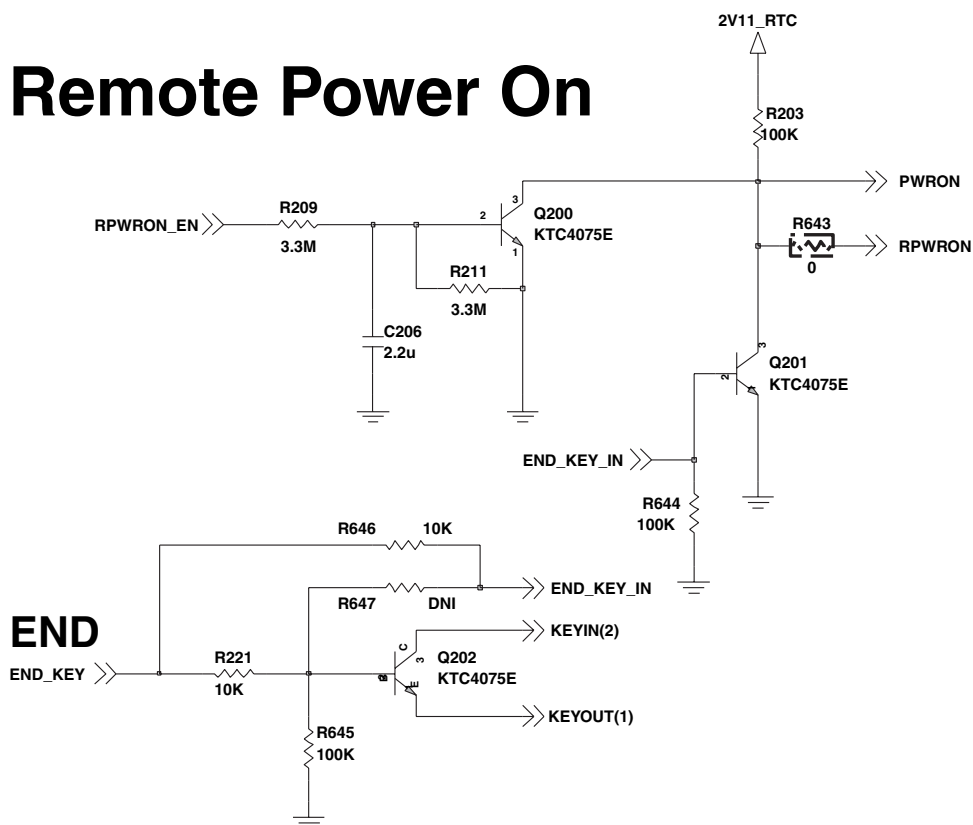 2V11_RTC
Remote Power On
R203
100K
PWRON
R209
3
RPWRON_EN
2
Q200
R643
3.3M
KTC4075E
RPWRON
1
R211
0
3.3M
C206
2.2u
3
Q201
2
KTC4075E
1
END_KEY_IN
R644
100K
R646 10K
END_KEY_IN
R647 DNI
END
KEYIN(2)
C
R221
3
Q202
END_KEY
KTC4075E
10K
E
KEYOUT(1)
R645
100K